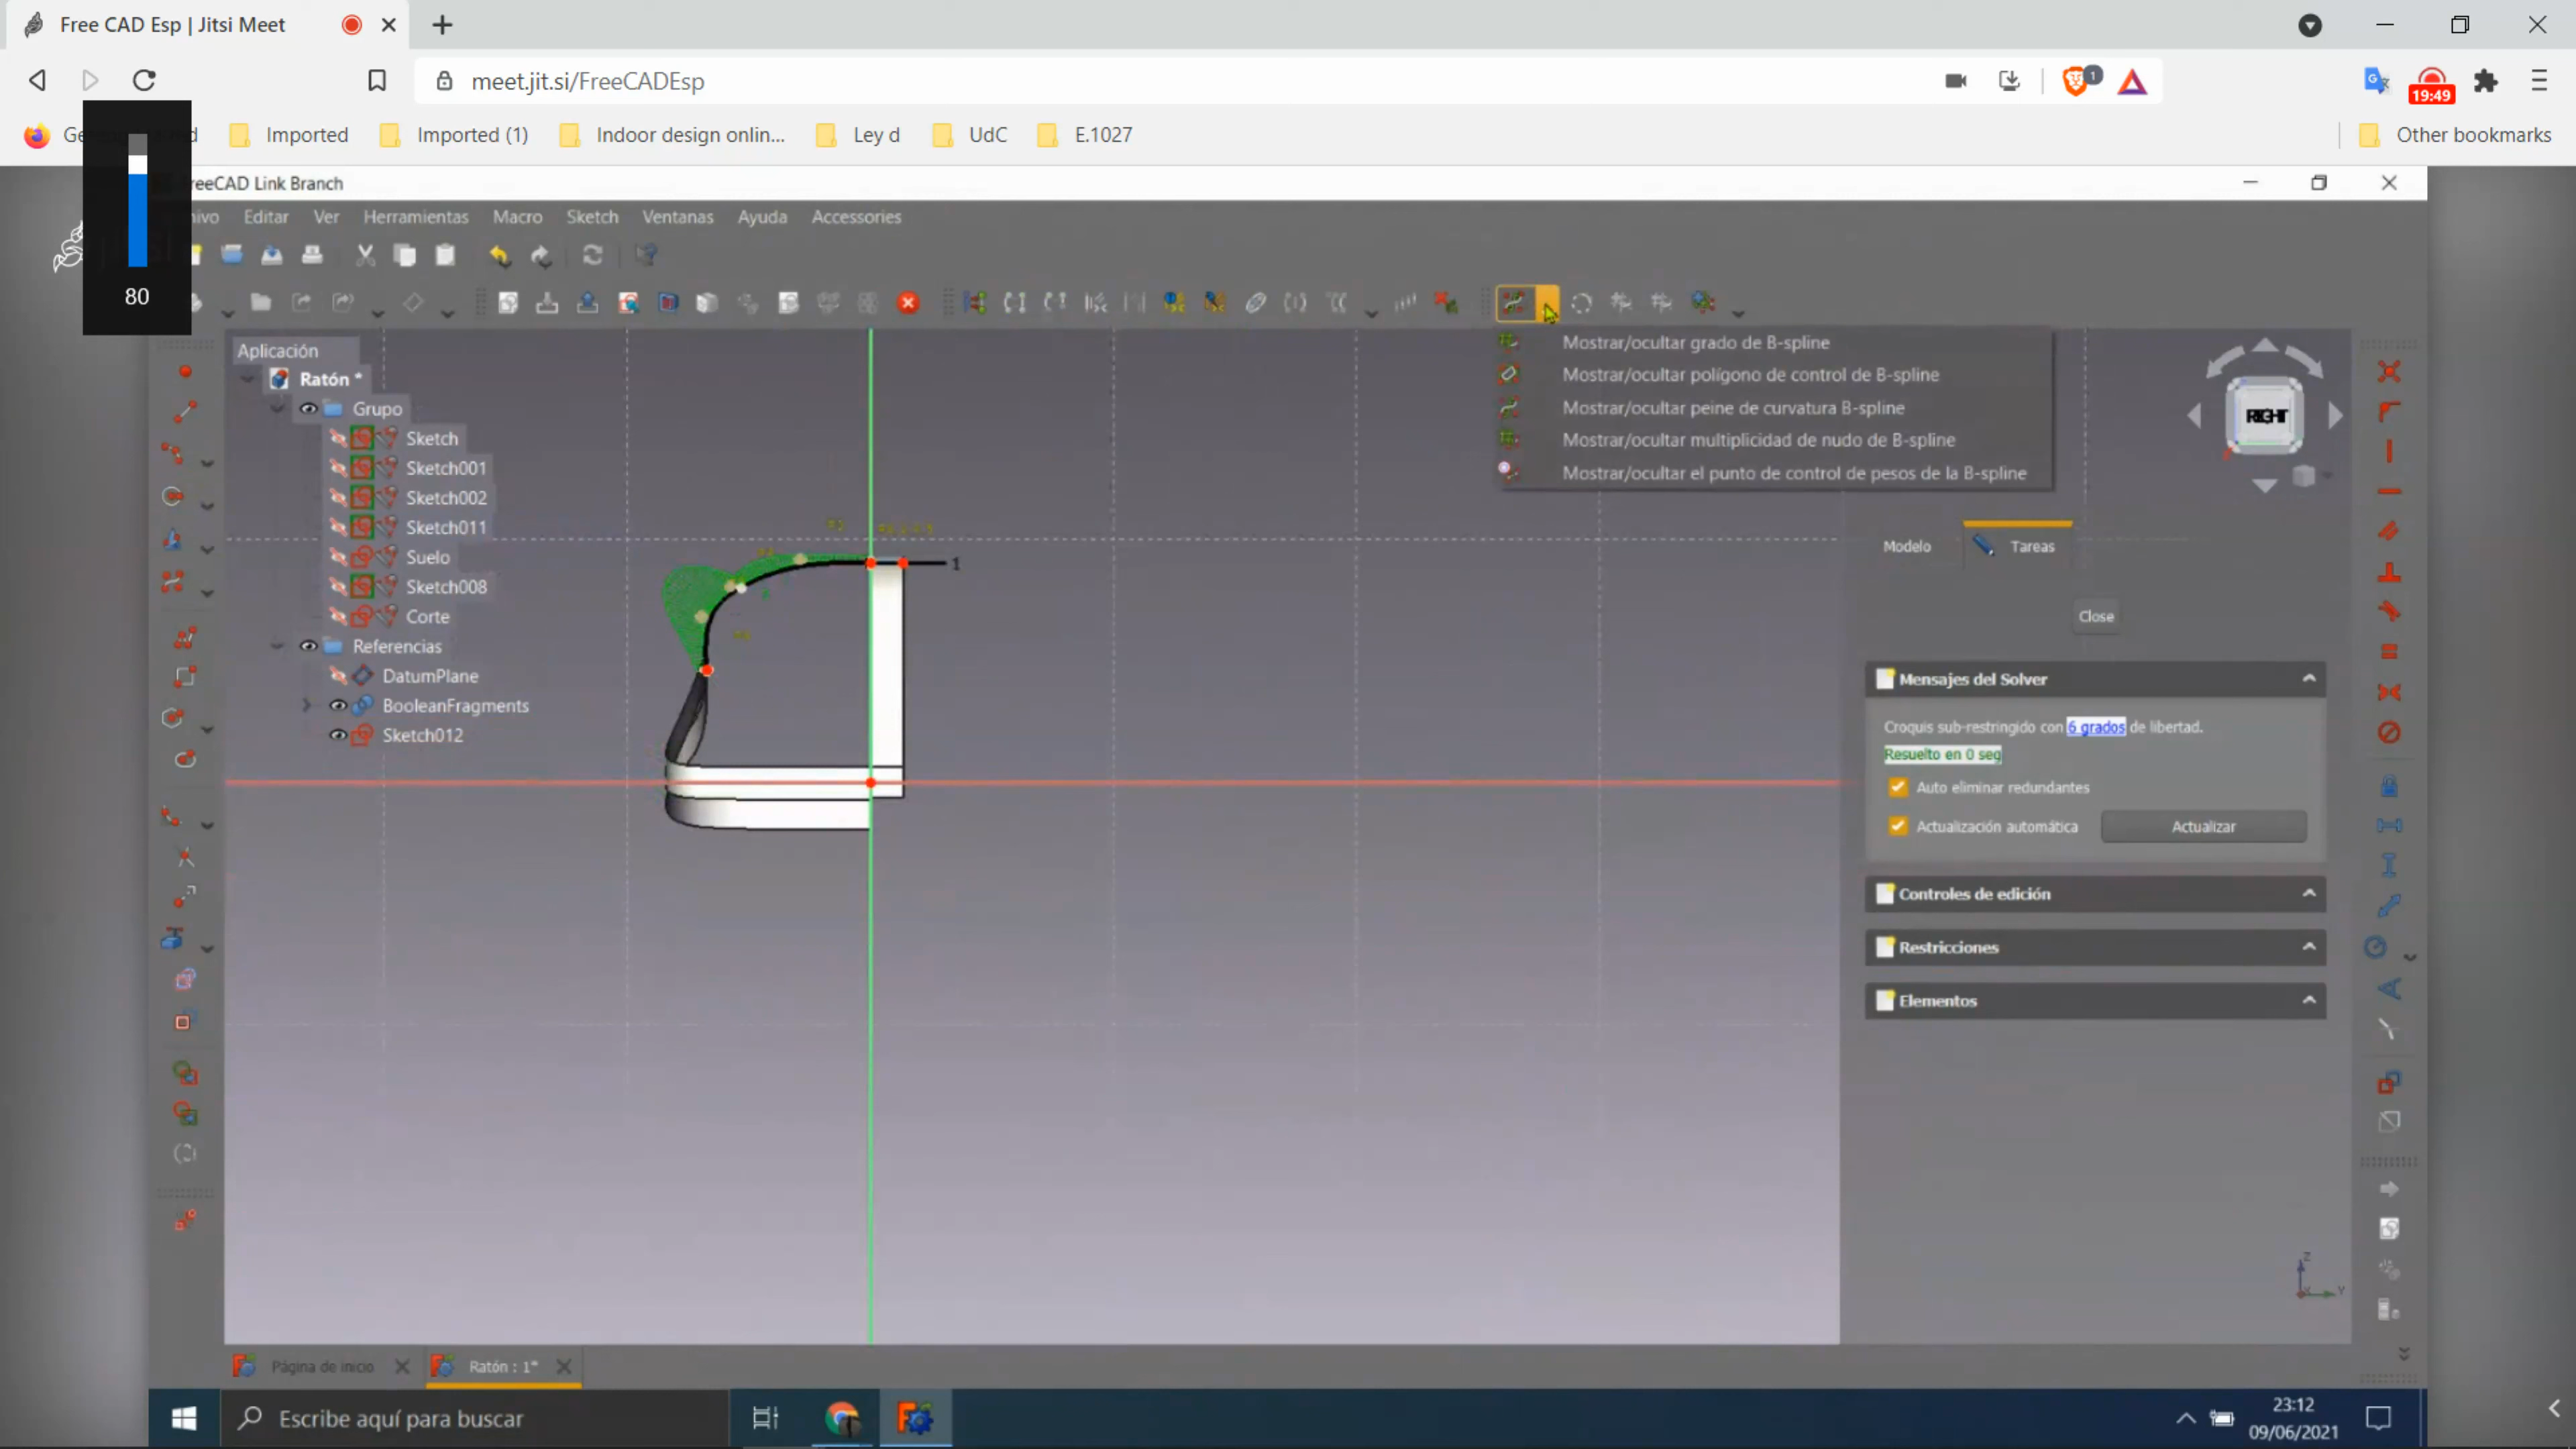 Free CAD Esp | Jitsi Meet
meet.jit.si/FreeCADEsp
1
19:49
Imported
Imported (1)
Indoor design onlin...
Ley d
UdC
E.1027
Other bookmarks
80
reeCAD Link Branch
Editar
Ver
Herramientas
Macro
Sketch
Ventanas
Ayuda
Accessories
Mostrar/ocultar grado de B-spline
Mostrar/ocultar polígono de control de B-spline
Mostrar/ocultar peine de curvatura B-spline
Mostrar/ocultar multiplicidad de nudo de B-spline
Mostrar/ocultar el punto de control de pesos de la B-spline
Aplicación
Ratón *
Grupo
Sketch
Sketch001
Sketch002
Sketch011
Suelo
Sketch008
Corte
Referencias
DatumPlane
BooleanFragments
Sketch012
1
RIGHT
Modelo
Tareas
Close
Mensajes del Solver
Croquis sub-restringido con 6 grados de libertad.
Resuelto en 0 seg
Auto eliminar redundantes
Actualización automática
Actualizar
Controles de edición
Restricciones
Elementos
Z
Y
Página de inicio
Ratón : 1*
Escribe aquí para buscar
23:12
09/06/2021